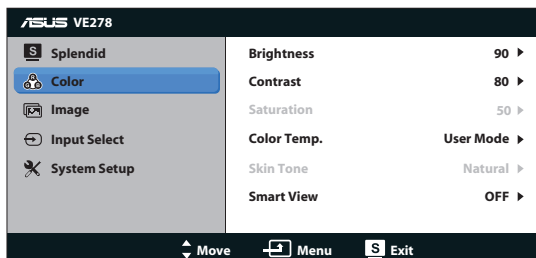 ASUS VE278
S Splendid
Color
Image
Input Select
System Setup
Brightness 90
Contrast 80
Saturation 50
Color Temp. User Mode
Skin Tone Natural
Smart View OFF
Move Menu S Exit